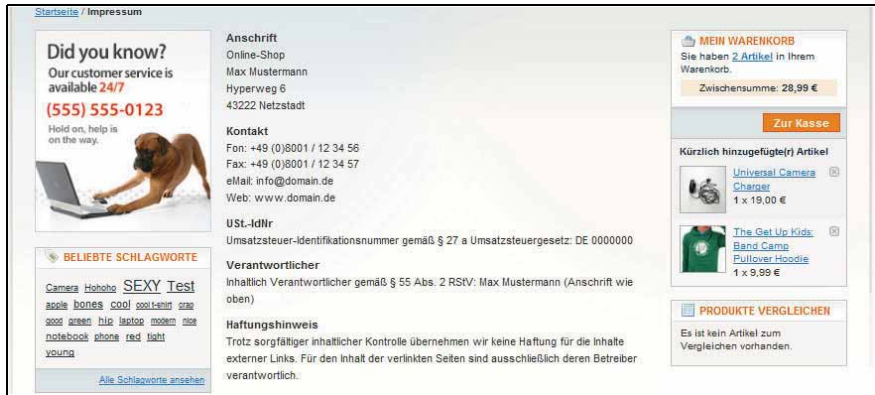 Startseite / Impressum
Did you know?
Our customer service is
available 24/7
(555) 555-0123
Hold on, help is
on the way.
BELIEBTE SCHLAGWORTE
Camera Hohoho SEXY Test
apple bones cool cool t-shirt crap
good green hip laptop modern nice
notebook phone red tight
young
Alle Schlagworte ansehen
Anschrift
Online-Shop
Max Mustermann
Hyperweg 6
43222 Netzstadt
Kontakt
Fon: +49 (0)8001 / 12 34 56
Fax: +49 (0)8001 / 12 34 57
eMail: info@domain.de
Web: www.domain.de
USt.-IdNr
Umsatzsteuer-Identifikationsnummer gemäß § 27 a Umsatzsteuergesetz: DE 0000000
Verantwortlicher
Inhaltlich Verantwortlicher gemäß § 55 Abs. 2 RStV: Max Mustermann (Anschrift wie
oben)
Haftungshinweis
Trotz sorgfältiger inhaltlicher Kontrolle übernehmen wir keine Haftung für die Inhalte
externer Links. Für den Inhalt der verlinkten Seiten sind ausschließlich deren Betreiber
verantwortlich.
MEIN WARENKORB
Sie haben 2 Artikel in Ihrem
Warenkorb.
Zwischensumme: 28,99 €
Zur Kasse
Kürzlich hinzugefügte(r) Artikel
Universal Camera
Charger
1 x 19,00 €
The Get Up Kids:
Band Camp
Pullover Hoodie
1 x 9,99 €
PRODUKTE VERGLEICHEN
Es ist kein Artikel zum
Vergleichen vorhanden.